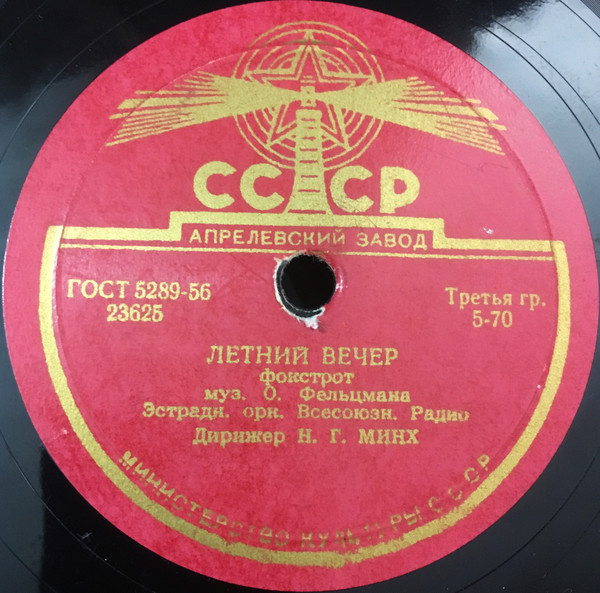 СССР
АПРЕЛЕВСКИЙ ЗАВОД
ГОСТ 5289-56
23625
Третья гр.
5-70
ЛЕТНИЙ ВЕЧЕР
фокстрот
муз. О. Фельцмана
Эстрадн. орк. Всесоюзн. Радио
Дирижер Н. Г. МИНХ
МИНИСТЕРСТВО КУЛЬТУРЫ СССР